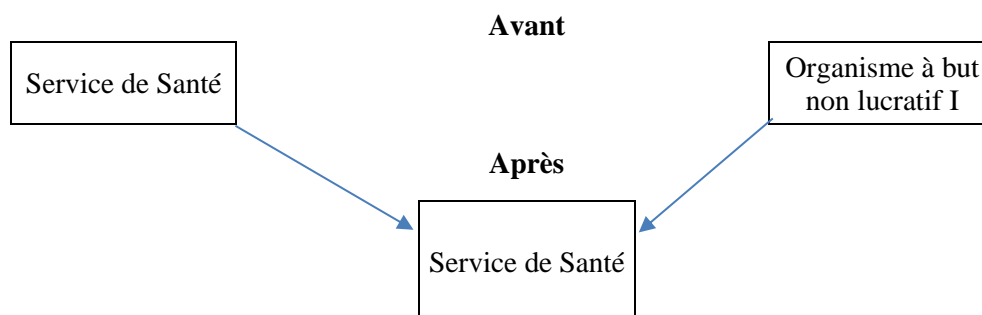 Avant
Service de Santé
Organisme à but
non lucratif I
Après
Service de Santé